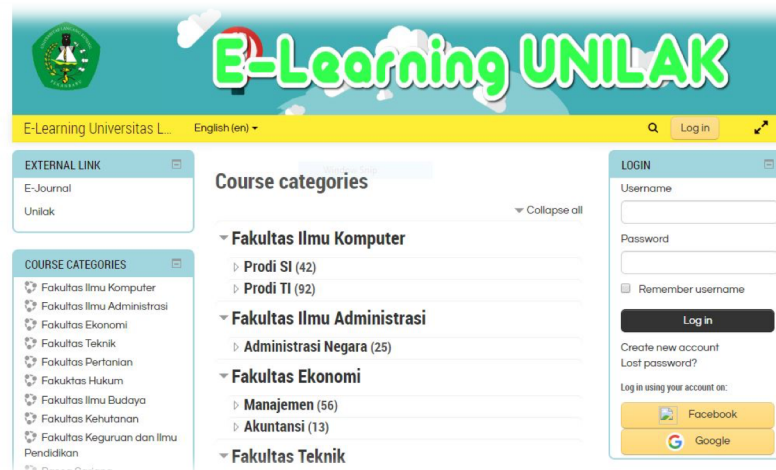 E-Learning UNILAK
E-Learning Universitas L...
English (en)
Log in
EXTERNAL LINK
E-Journal
Unilak
COURSE CATEGORIES
Fakultas Ilmu Komputer
Fakultas Ilmu Administrasi
Fakultas Ekonomi
Fakultas Teknik
Fakultas Pertanian
Fakuktas Hukum
Fakultas Ilmu Budaya
Fakultas Kehutanan
Fakultas Keguruan dan Ilmu
Pendidikan
Course categories
Collapse all
Fakultas Ilmu Komputer
Prodi SI (42)
Prodi TI (92)
Fakultas Ilmu Administrasi
Administrasi Negara (25)
Fakultas Ekonomi
Manajemen (56)
Akuntansi (13)
Fakultas Teknik
LOGIN
Username
Password
Remember username
Log in
Create new account
Lost password?
Log in using your account on:
Facebook
Google